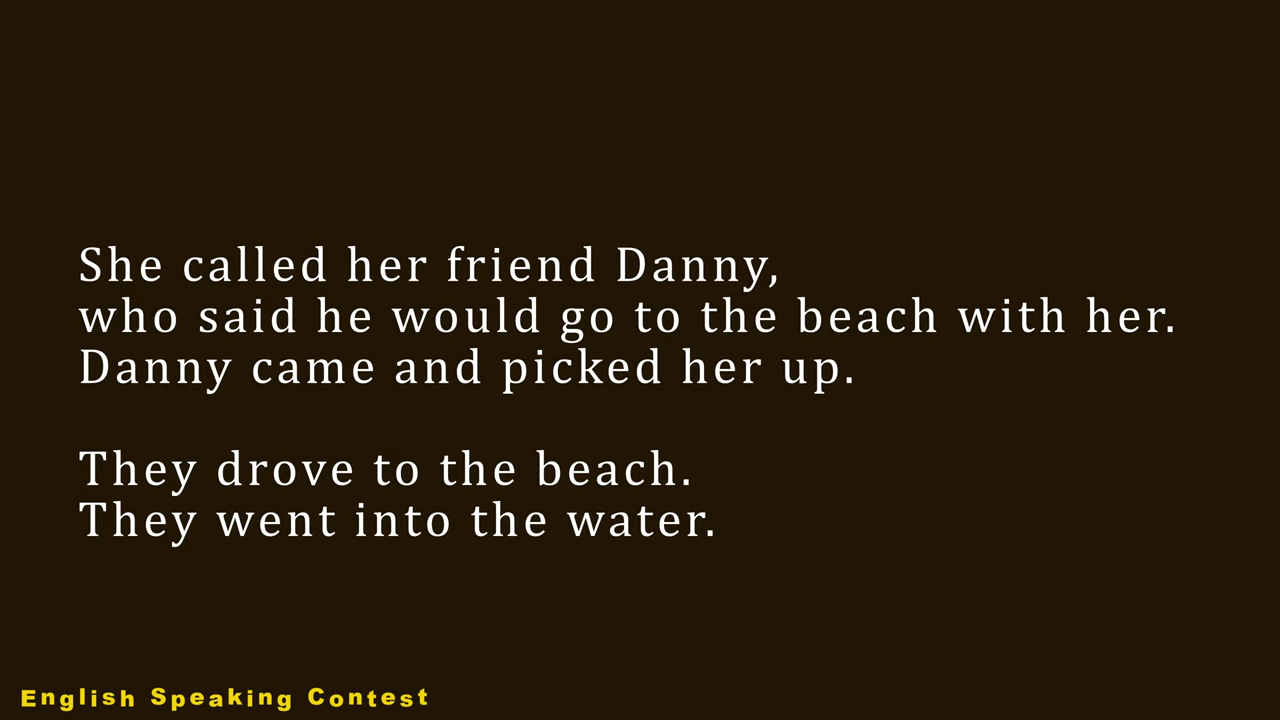 She called her friend Danny,
who said he would go to the beach with her.
Danny came and picked her up.
They drove to the beach.
They went into the water.
English Speaking Contest